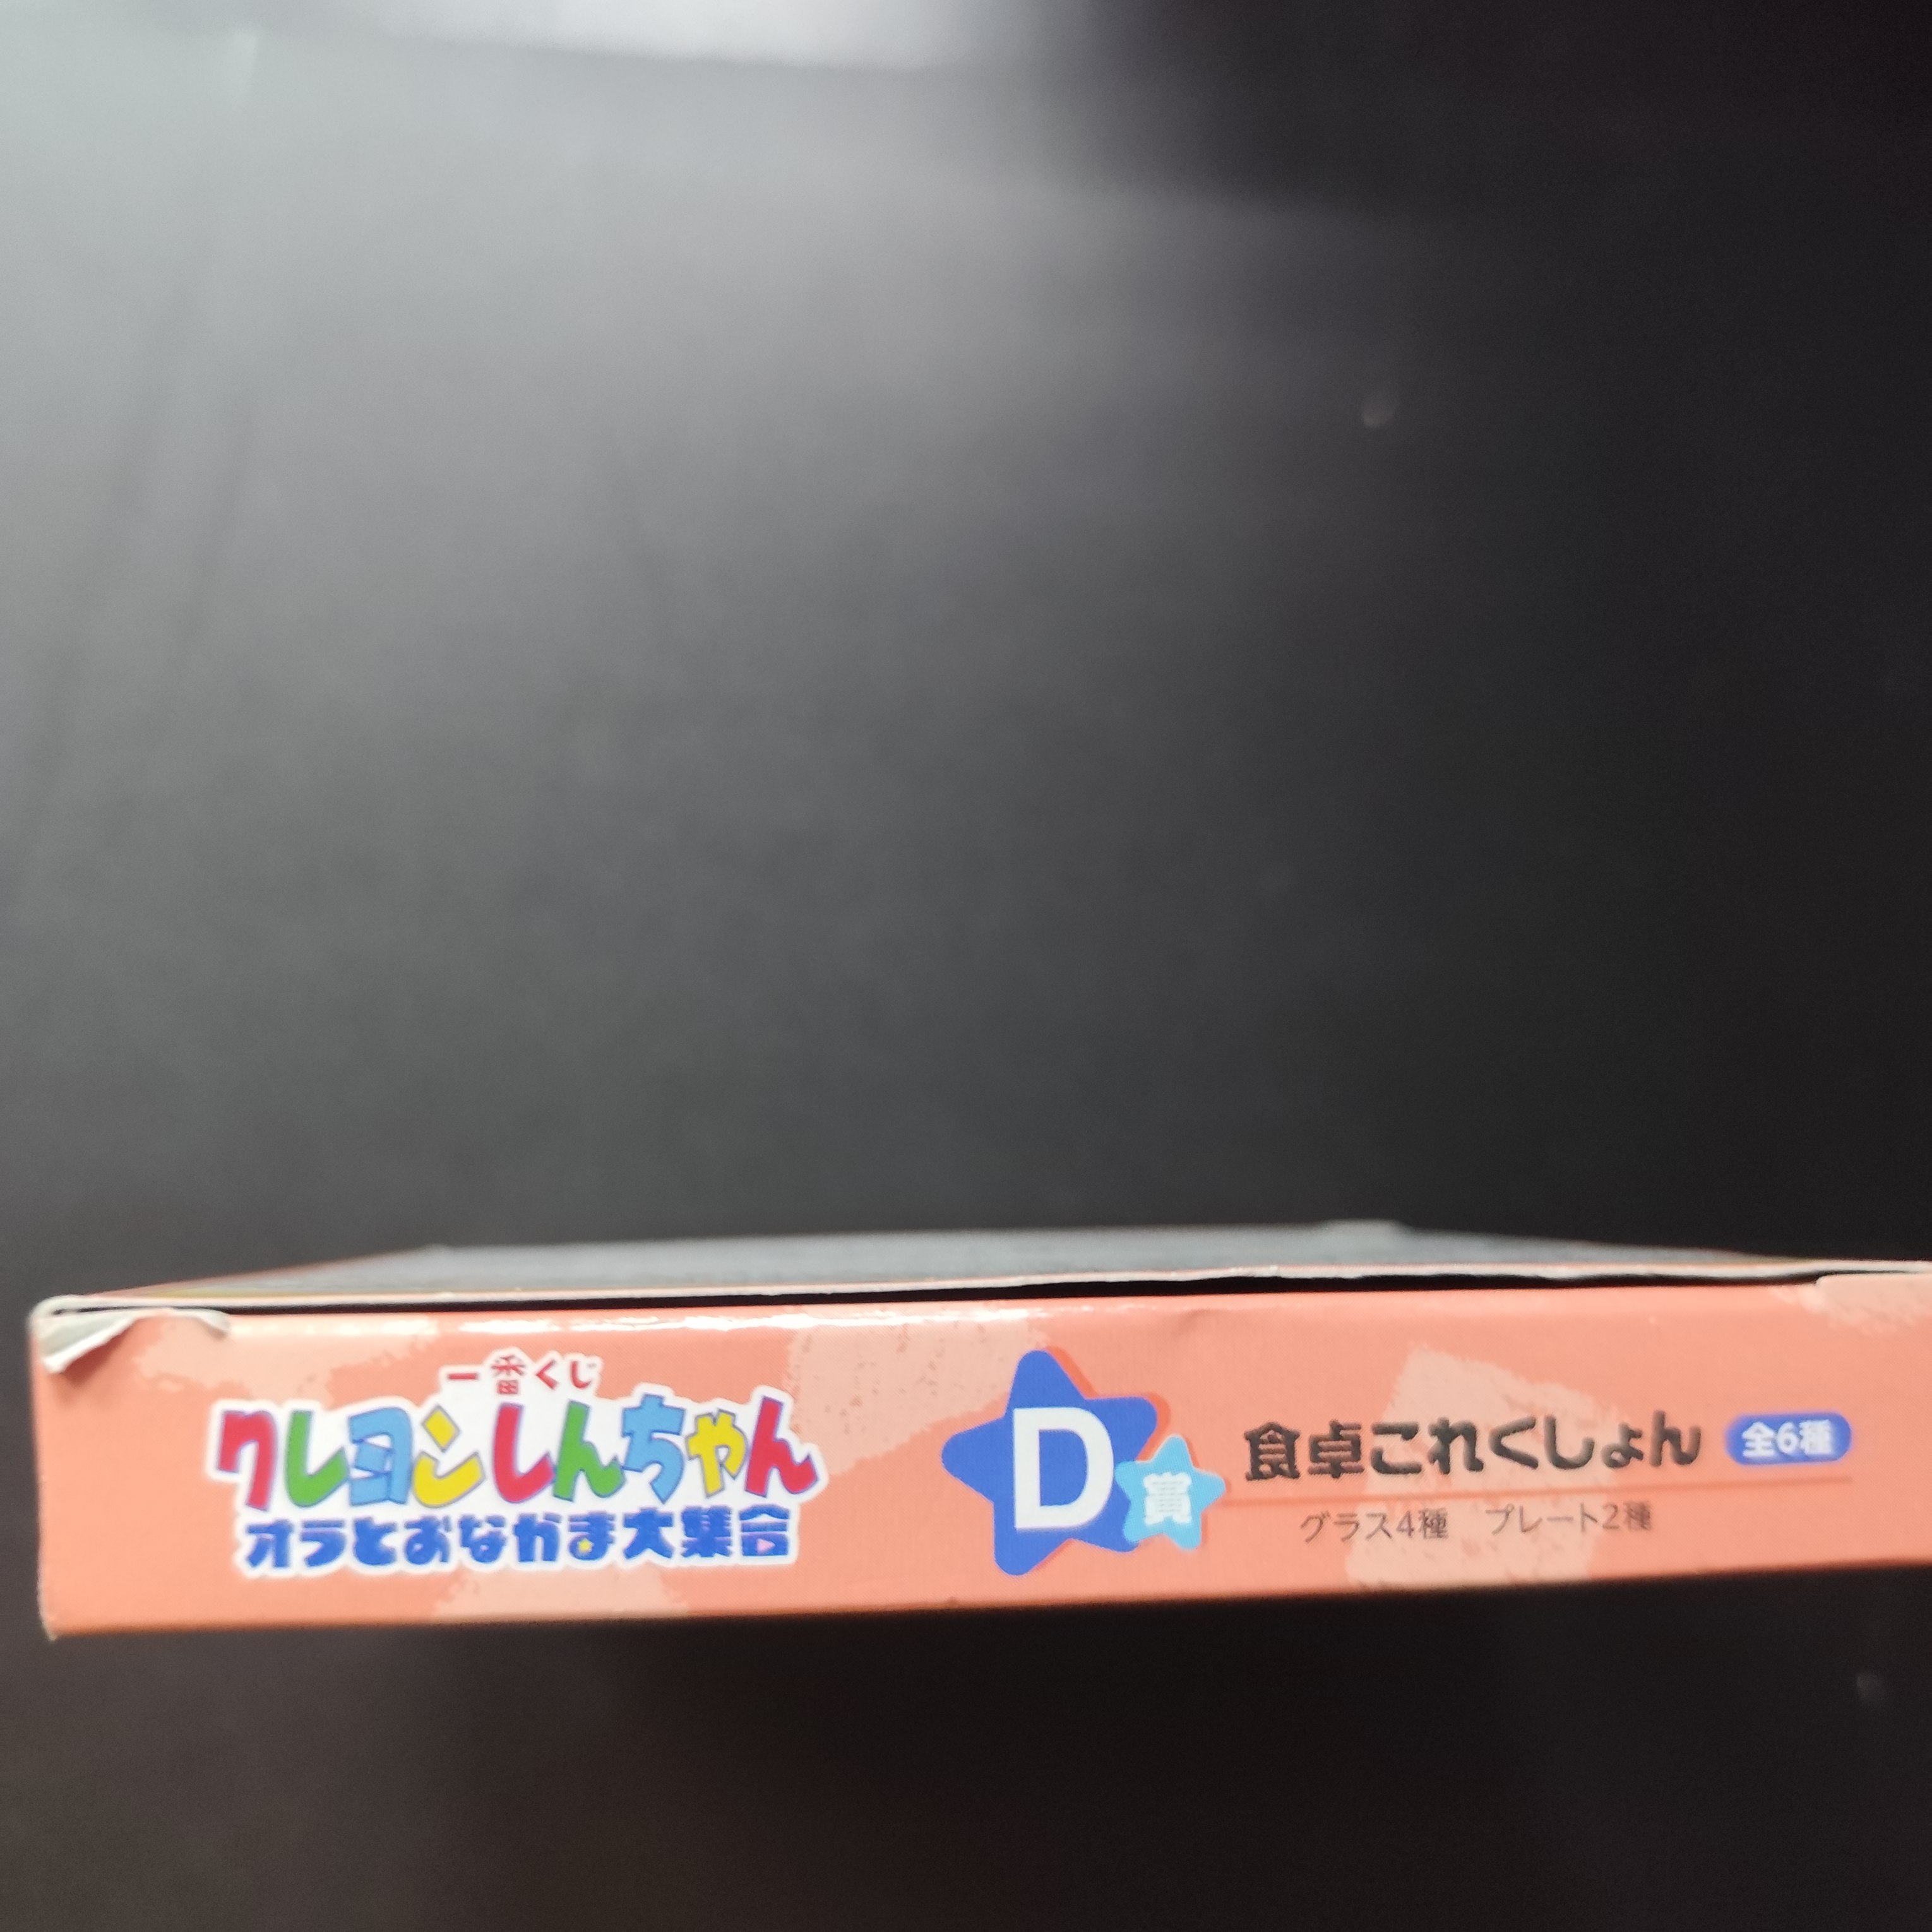 一番くじ
クレヨンしんちゃん
オラとおなかま大集合
D賞
食卓これくしょん 全6種
グラス4種 プレート2種